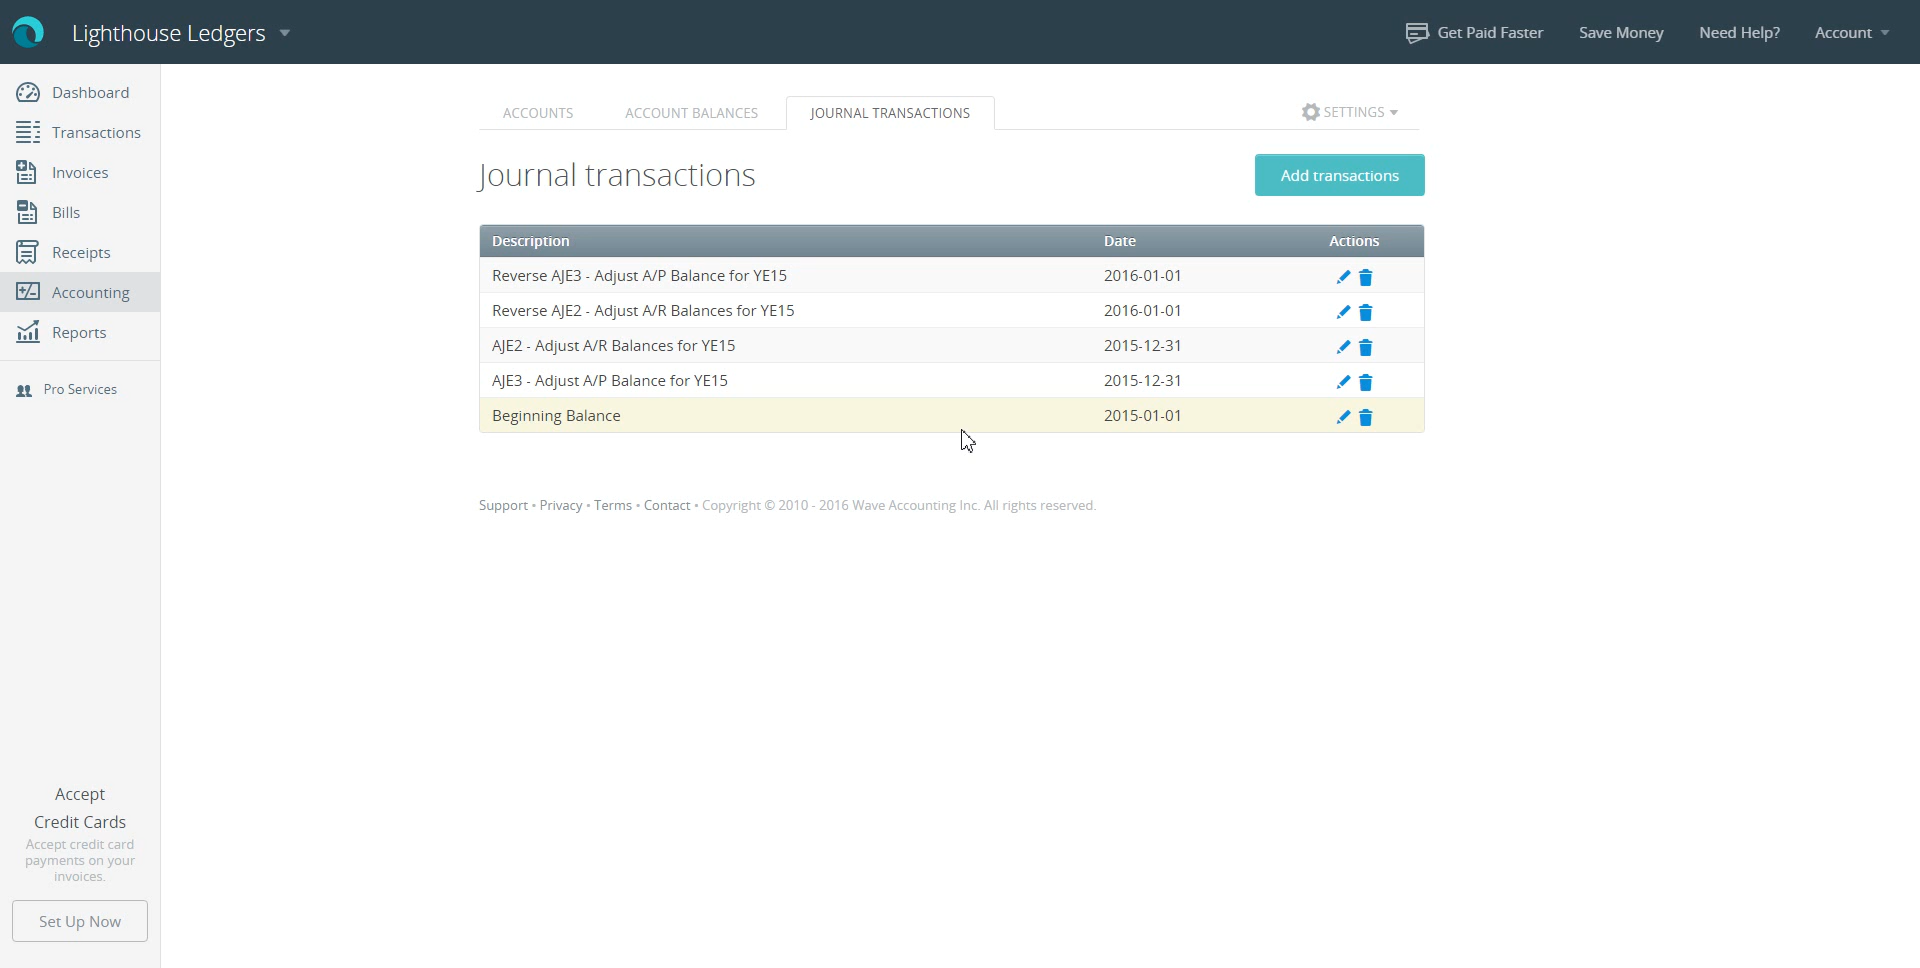 Lighthouse Ledgers
Get Paid Faster
Save Money
Need Help?
Account
Dashboard
Transactions
Invoices
Bills
Receipts
Accounting
Reports
Pro Services
Accept
Credit Cards
Accept credit card
payments on your
invoices.
Set Up Now
ACCOUNTS
ACCOUNT BALANCES
JOURNAL TRANSACTIONS
SETTINGS
Journal transactions
Add transactions
Description Date Actions
Reverse AJE3 - Adjust A/P Balance for YE15 2016-01-01
Reverse AJE2 - Adjust A/R Balances for YE15 2016-01-01
AJE2 - Adjust A/R Balances for YE15 2015-12-31
AJE3 - Adjust A/P Balance for YE15 2015-12-31
Beginning Balance 2015-01-01
Support • Privacy • Terms • Contact • Copyright © 2010 - 2016 Wave Accounting Inc. All rights reserved.